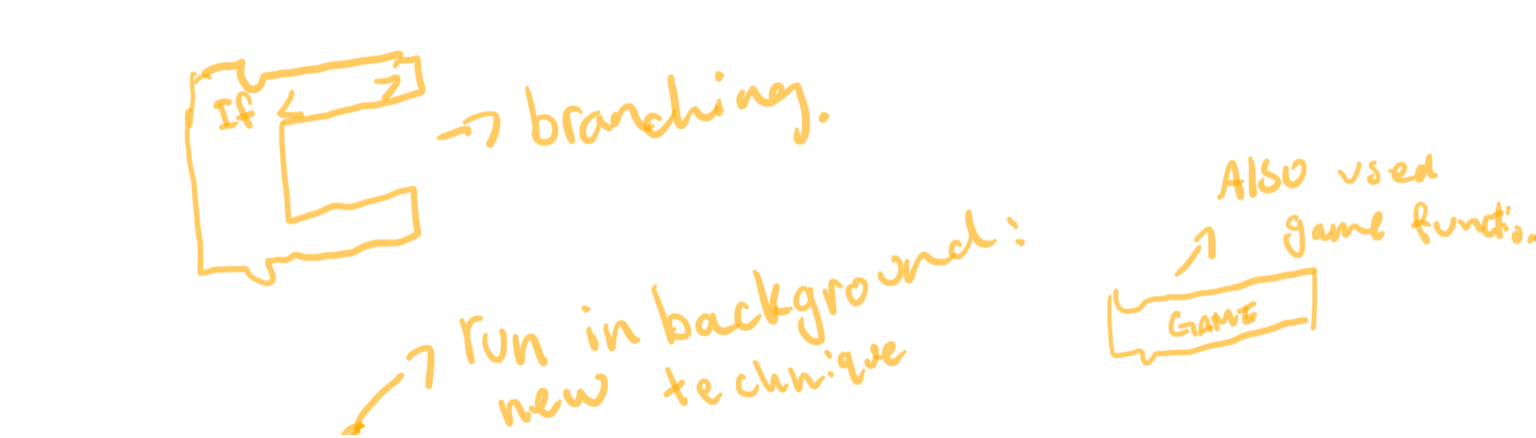 If < >
→ branching.
Also used
game functio
GAME
run in background:
new technique